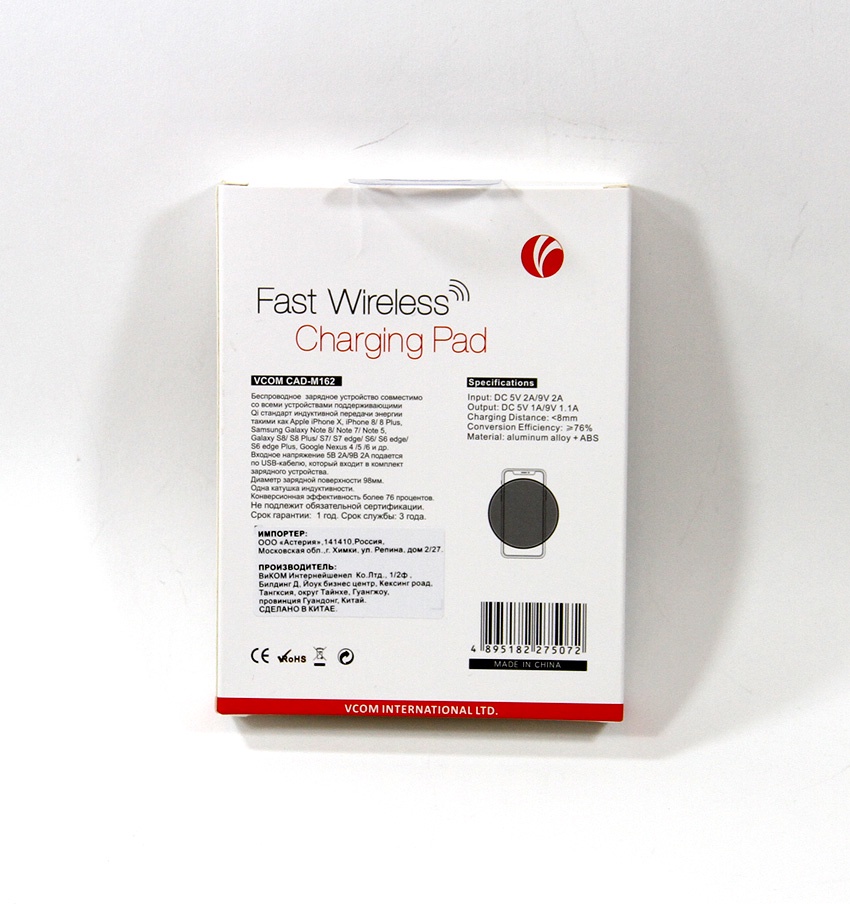 Fast Wireless
Charging Pad
VCOM CAD-M162
Беспроводное зарядное устройство совместимо
со всеми устройствами поддерживающими
Qi стандарт индуктивной передачи энергии
такими как Apple iPhone X, iPhone 8/ 8 Plus,
Samsung Galaxy Note 8/ Note 7/ Note 5,
Galaxy S8/ S8 Plus/ S7/ S7 edge/ S6/ S6 edge/
S6 edge Plus, Google Nexus 4 /5 /6 и др.
Входное напряжение 5В 2А/9В 2А подается
по USB-кабелю, который входит в комплект
зарядного устройства.
Диаметр зарядной поверхности 98мм.
Одна катушка индуктивности.
Конверсионная эффективность более 76 процентов.
Не подлежит обязательной сертификации.
Срок гарантии: 1 год. Срок службы: 3 года.
ИМПОРТЕР:
ООО «Астерия»,141410,Россия,
Московская обл.,г. Химки, ул. Репина, дом 2/27.
ПРОИЗВОДИТЕЛЬ:
ВиКОМ Интернейшенел Ко.Лтд., 1/2ф ,
Билдинг Д, Йоук бизнес центр, Кексинг роад,
Тангксия, округ Тайнхе, Гуангжоу,
провинция Гуандонг, Китай.
СДЕЛАНО В КИТАЕ.
Specifications
Input: DC 5V 2A/9V 2A
Output: DC 5V 1A/9V 1.1A
Charging Distance: <8mm
Conversion Efficiency: ⩾76%
Material: aluminum alloy + ABS
4 895182 275072
MADE IN CHINA
CE RoHS
VCOM INTERNATIONAL LTD.